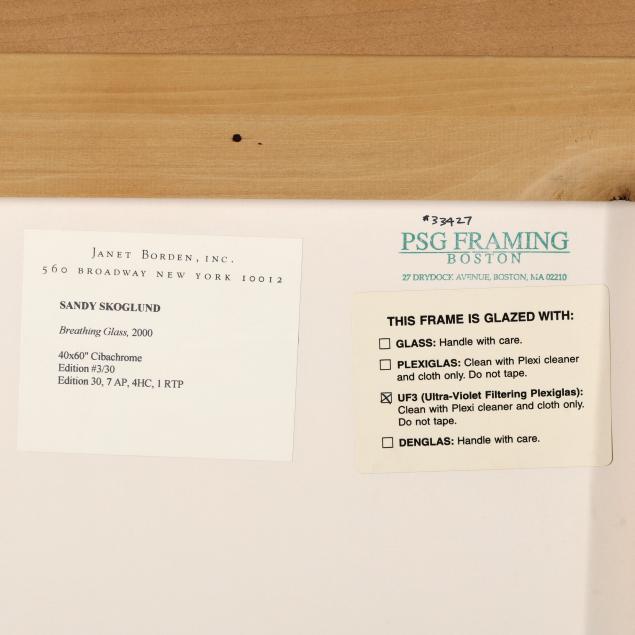 JANET BORDEN, INC.
560 BROADWAY NEW YORK 10012
SANDY SKOGLUND
Breathing Glass, 2000
40x60" Cibachrome
Edition #3/30
Edition 30, 7 AP, 4HC, 1 RTP
#33427
PSG FRAMING
BOSTON
27 DRYDOCK AVENUE, BOSTON, MA 02210
THIS FRAME IS GLAZED WITH:
☐ GLASS: Handle with care.
☐ PLEXIGLAS: Clean with Plexi cleaner
and cloth only. Do not tape.
☒ UF3 (Ultra-Violet Filtering Plexiglas):
Clean with Plexi cleaner and cloth only.
Do not tape.
☐ DENGLAS: Handle with care.